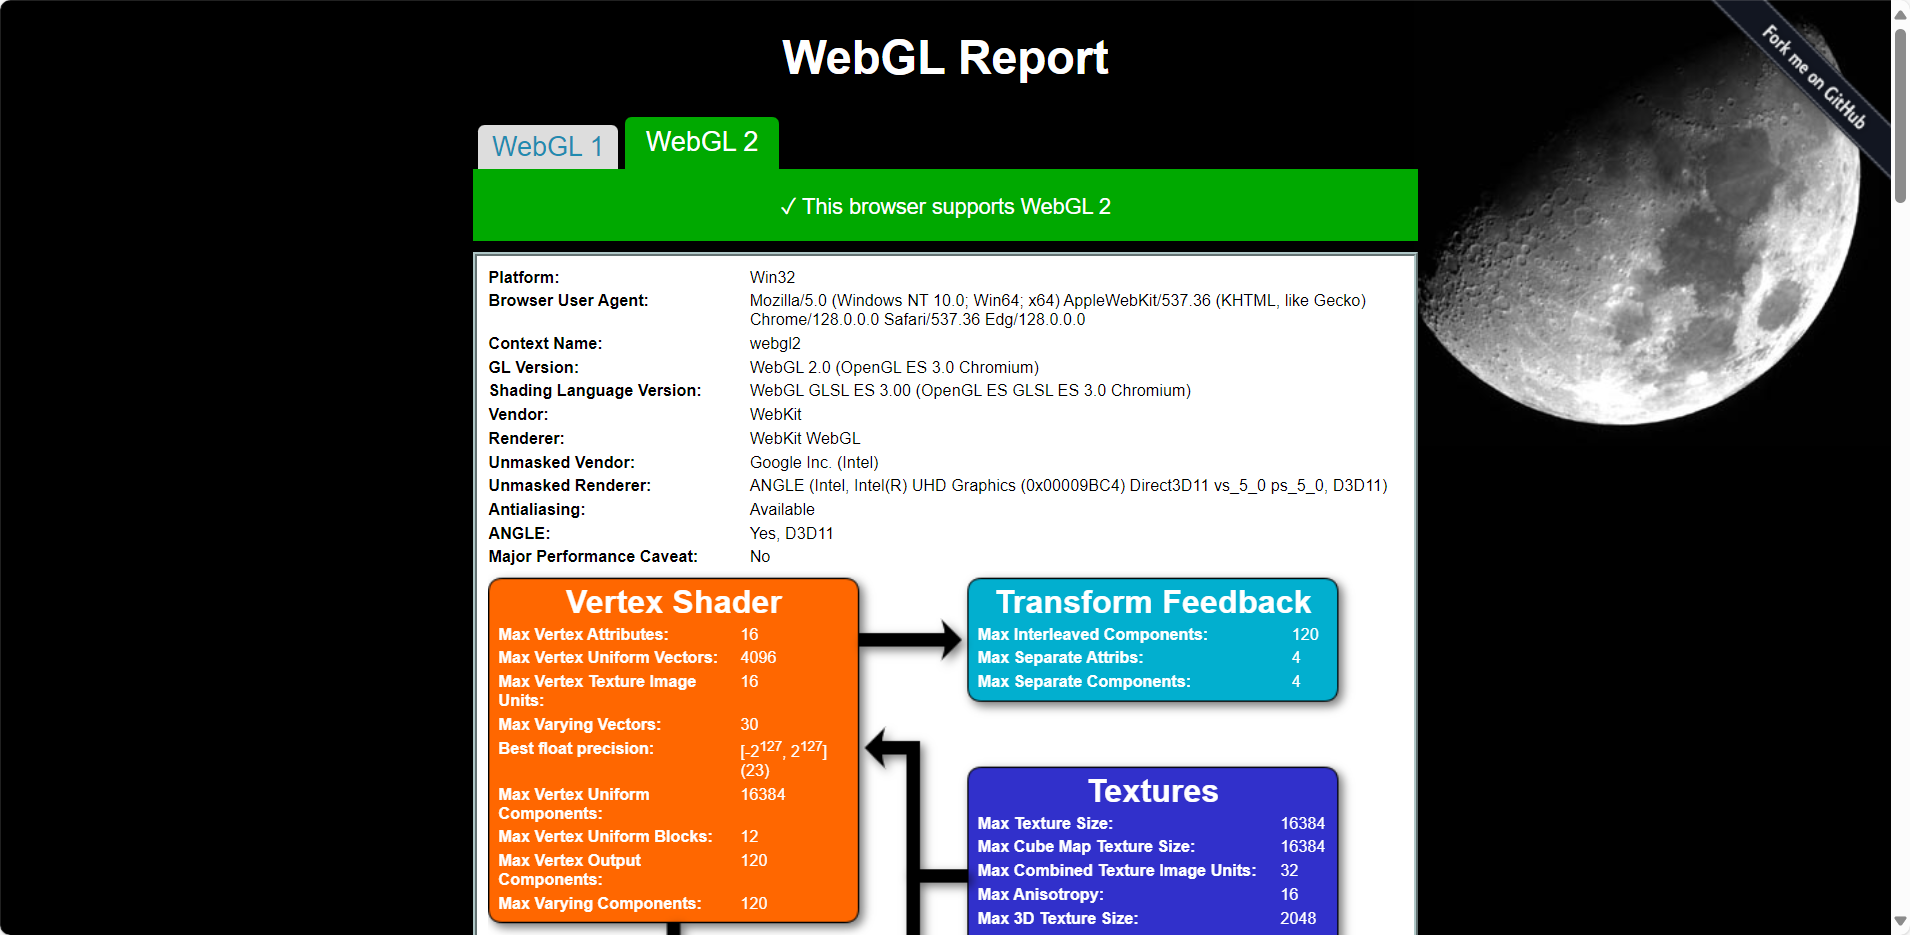 WebGL Report
Fork me on GitHub
WebGL 1
WebGL 2
✓ This browser supports WebGL 2
Platform: Win32
Browser User Agent: Mozilla/5.0 (Windows NT 10.0; Win64; x64) AppleWebKit/537.36 (KHTML, like Gecko)
Chrome/128.0.0.0 Safari/537.36 Edg/128.0.0.0
Context Name: webgl2
GL Version: WebGL 2.0 (OpenGL ES 3.0 Chromium)
Shading Language Version: WebGL GLSL ES 3.00 (OpenGL ES GLSL ES 3.0 Chromium)
Vendor: WebKit
Renderer: WebKit WebGL
Unmasked Vendor: Google Inc. (Intel)
Unmasked Renderer: ANGLE (Intel, Intel(R) UHD Graphics (0x00009BC4) Direct3D11 vs_5_0 ps_5_0, D3D11)
Antialiasing: Available
ANGLE: Yes, D3D11
Major Performance Caveat: No
Vertex Shader
Max Vertex Attributes: 16
Max Vertex Uniform Vectors: 4096
Max Vertex Texture Image 16
Units:
Max Varying Vectors: 30
Best float precision: [-2^127, 2^127]
(23)
Max Vertex Uniform 16384
Components:
Max Vertex Uniform Blocks: 12
Max Vertex Output 120
Components:
Max Varying Components: 120
Transform Feedback
Max Interleaved Components: 120
Max Separate Attribs: 4
Max Separate Components: 4
Textures
Max Texture Size: 16384
Max Cube Map Texture Size: 16384
Max Combined Texture Image Units: 32
Max Anisotropy: 16
Max 3D Texture Size: 2048